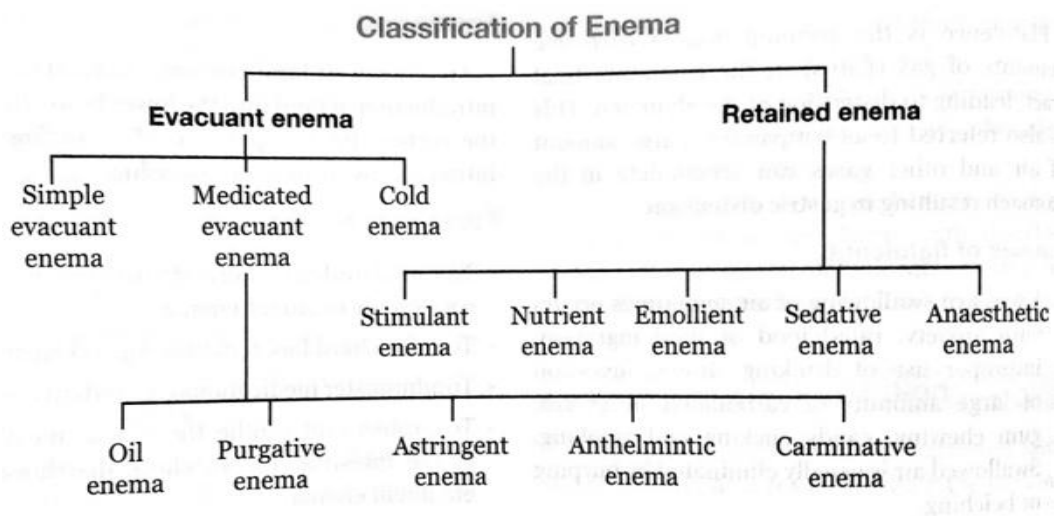 Classification of Enema
Evacuant enema
Retained enema
Simple
evacuant
enema
Medicated
evacuant
enema
Cold
enema
Stimulant
enema
Nutrient
enema
Emollient
enema
Sedative
enema
Anaesthetic
enema
Oil
enema
Purgative
enema
Astringent
enema
Anthelmintic
enema
Carminative
enema